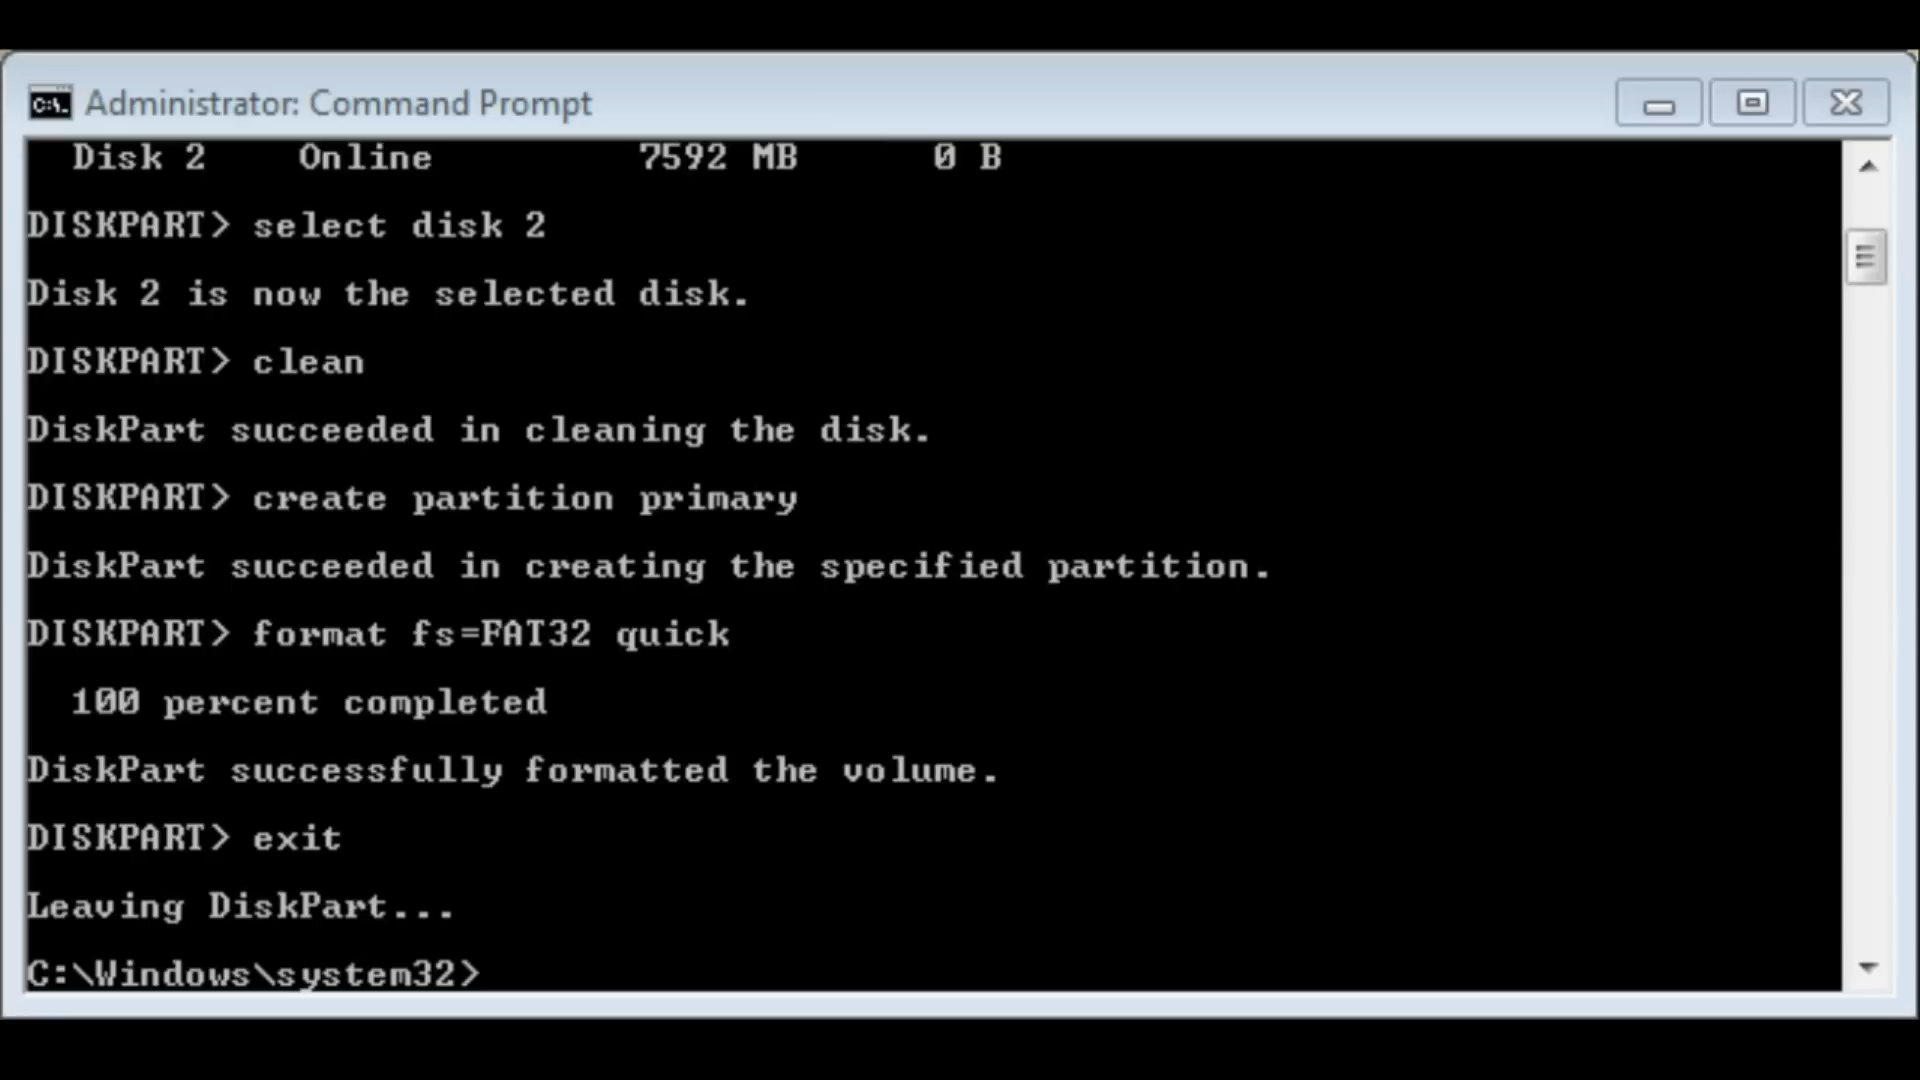 C:\. Administrator: Command Prompt
Disk 2 Online 7592 MB 0 B
DISKPART> select disk 2
Disk 2 is now the selected disk.
DISKPART> clean
DiskPart succeeded in cleaning the disk.
DISKPART> create partition primary
DiskPart succeeded in creating the specified partition.
DISKPART> format fs=FAT32 quick
100 percent completed
DiskPart successfully formatted the volume.
DISKPART> exit
Leaving DiskPart...
C:\Windows\system32>